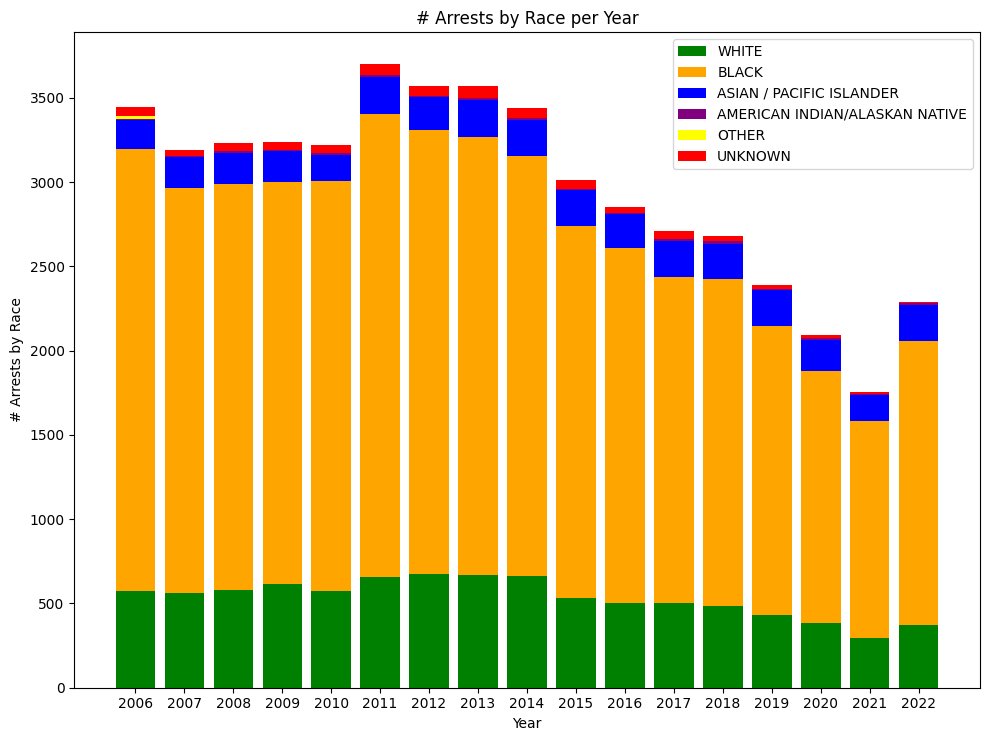 # Arrests by Race per Year
WHITE
BLACK
ASIAN / PACIFIC ISLANDER
AMERICAN INDIAN/ALASKAN NATIVE
OTHER
UNKNOWN
# Arrests by Race
3500
3000
2500
2000
1500
1000
500
0
2006 2007 2008 2009 2010 2011 2012 2013 2014 2015 2016 2017 2018 2019 2020 2021 2022
Year